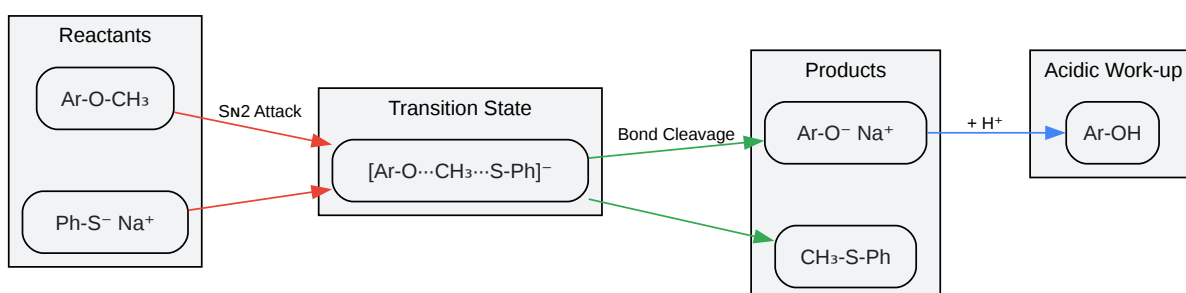 Reactants
Ar-O-CH₃
Ph-S⁻ Na⁺
Sɴ2 Attack
Transition State
[Ar-O···CH₃···S-Ph]⁻
Bond Cleavage
Products
Ar-O⁻ Na⁺
CH₃-S-Ph
+ H⁺
Acidic Work-up
Ar-OH